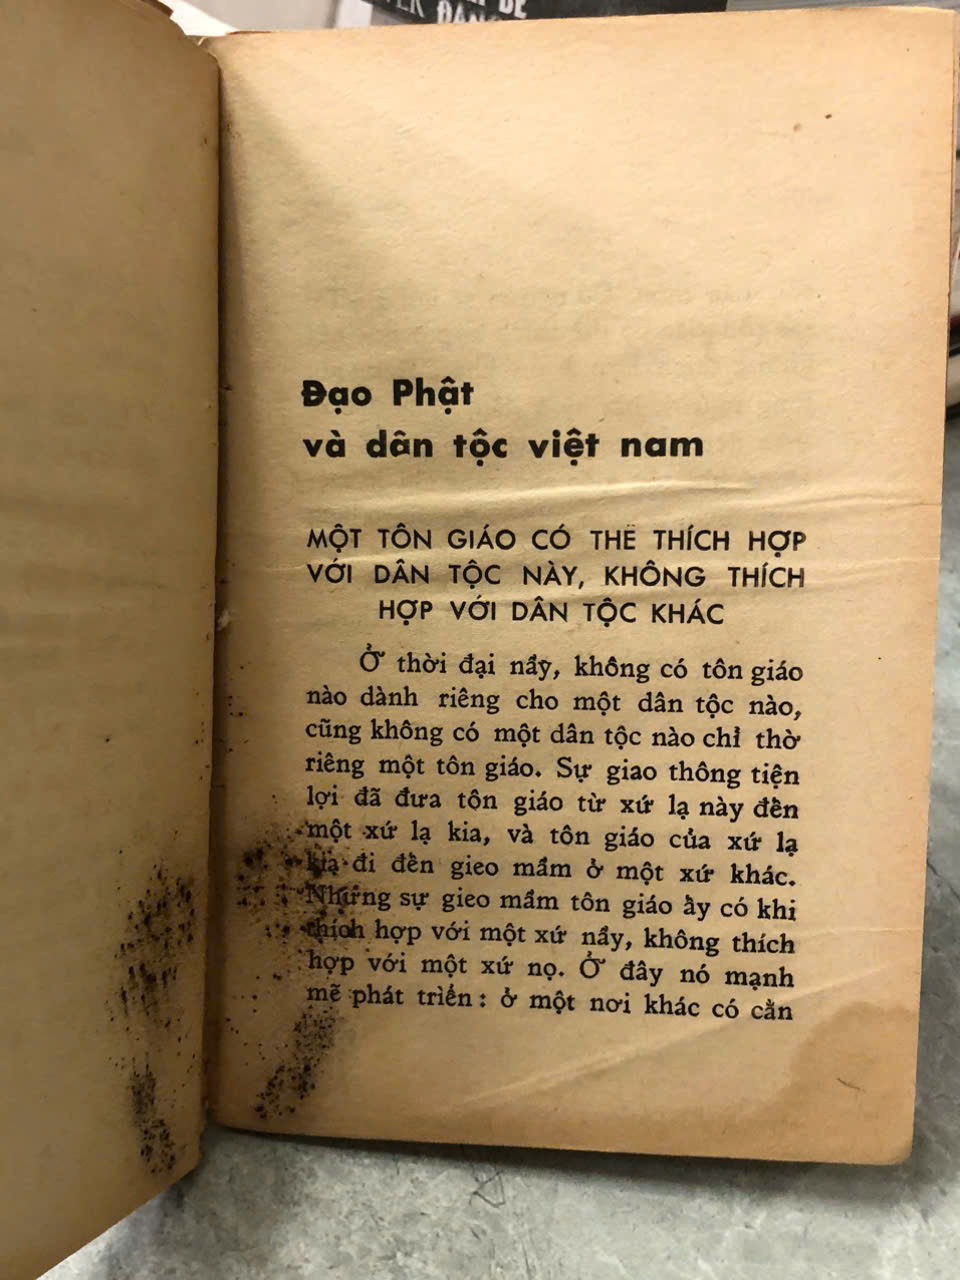 ĐẠN
Đạo Phật
và dân tộc việt nam
MỘT TÔN GIÁO CÓ THỂ THÍCH HỢP
VỚI DÂN TỘC NÀY, KHÔNG THÍCH
HỢP VỚI DÂN TỘC KHÁC
Ở thời đại nầy, không có tôn giáo
nào dành riêng cho một dân tộc nào,
cũng không có một dân tộc nào chỉ thờ
riêng một tôn giáo. Sự giao thông tiện
lợi đã đưa tôn giáo từ xứ lạ này đến
một xứ lạ kia, và tôn giáo của xứ lạ
kia đi đến gieo mầm ở một xứ khác.
Những sự gieo mầm tôn giáo ấy có khi
thích hợp với một xứ nầy, không thích
hợp với một xứ nọ. Ở đây nó mạnh
mẽ phát triển : ở một nơi khác có cằn